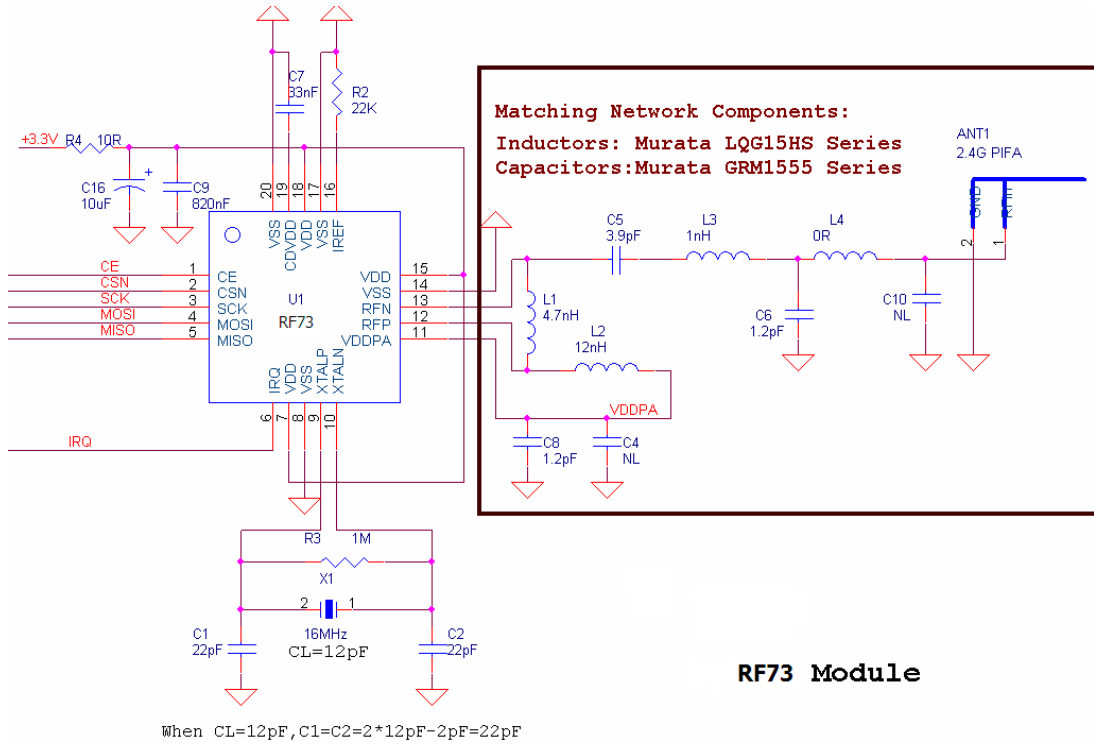 C7
33nF
R2
22K
+3.3V
R4 10R
C16
10uF
+
C9
820nF
20
19
18
17
16
VSS
CDVDD
VDD
VSS
IREF
CE
CSN
SCK
MOSI
MISO
1
2
3
4
5
CE
CSN
SCK
MOSI
MISO
U1
RF73
VDD
VSS
RFN
RFP
VDDPA
15
14
13
12
11
IRQ
VDD
VSS
XTALP
XTALN
6
7
8
9
10
IRQ
Matching Network Components:
Inductors: Murata LQG15HS Series
Capacitors:Murata GRM1555 Series
ANT1
2.4G PIFA
GND
RFIN
2
1
C5
3.9pF
L3
1nH
L4
0R
L1
4.7nH
L2
12nH
C6
1.2pF
C10
NL
VDDPA
C8
1.2pF
C4
NL
R3 1M
X1
2 1
16MHz
CL=12pF
C1
22pF
C2
22pF
RF73 Module
When CL=12pF,C1=C2=2*12pF-2pF=22pF